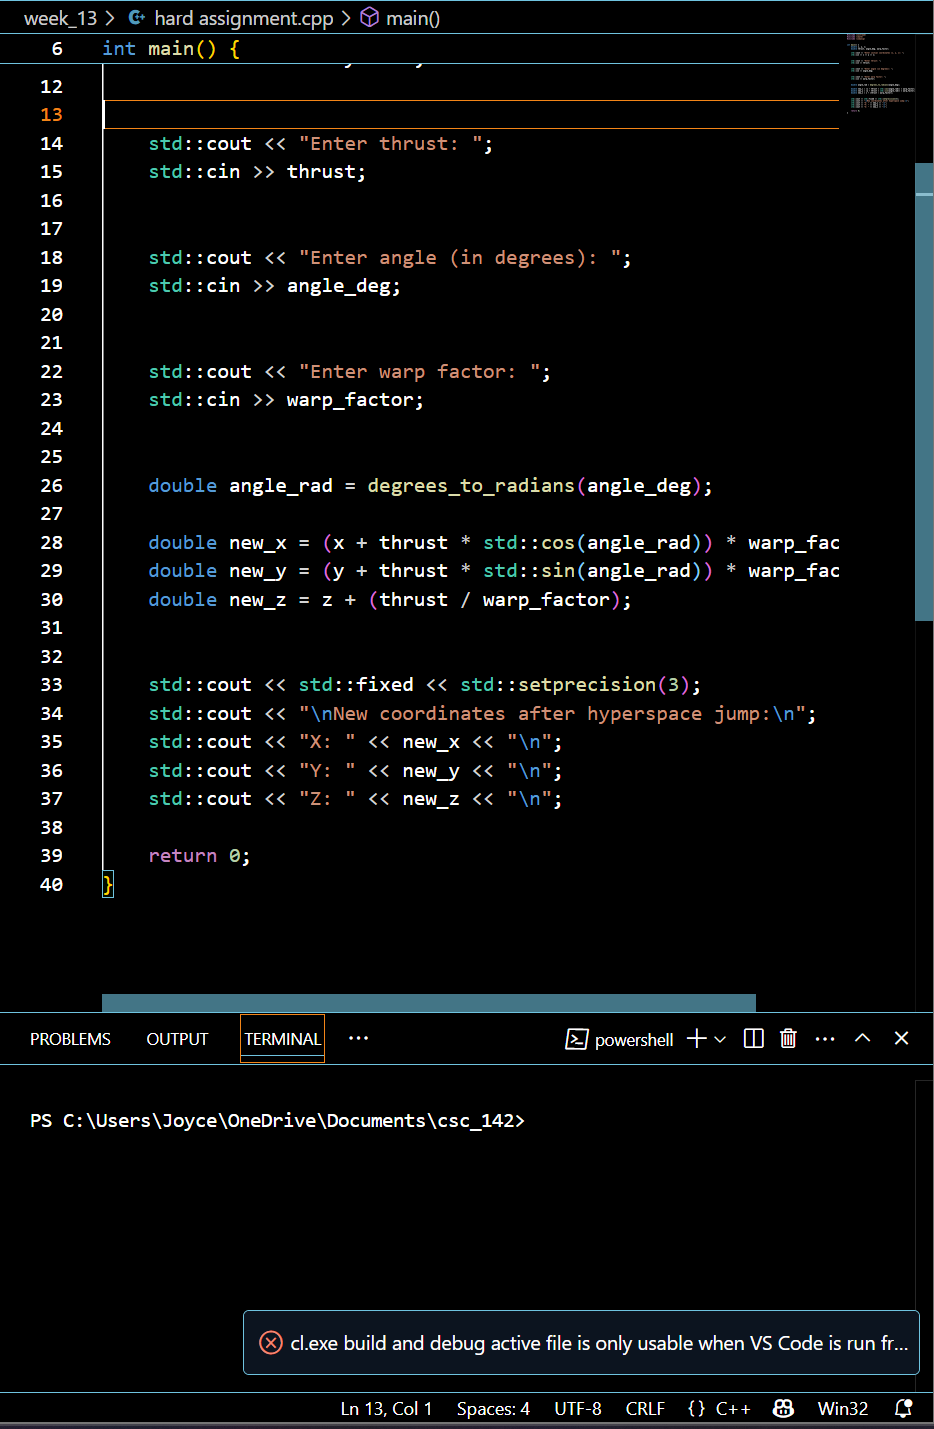 week_13 > hard assignment.cpp > main()
6 int main() {
12
13
14 std::cout << "Enter thrust: ";
15 std::cin >> thrust;
16
17
18 std::cout << "Enter angle (in degrees): ";
19 std::cin >> angle_deg;
20
21
22 std::cout << "Enter warp factor: ";
23 std::cin >> warp_factor;
24
25
26 double angle_rad = degrees_to_radians(angle_deg);
27
28 double new_x = (x + thrust * std::cos(angle_rad)) * warp_fac
29 double new_y = (y + thrust * std::sin(angle_rad)) * warp_fac
30 double new_z = z + (thrust / warp_factor);
31
32
33 std::cout << std::fixed << std::setprecision(3);
34 std::cout << "\nNew coordinates after hyperspace jump:\n";
35 std::cout << "X: " << new_x << "\n";
36 std::cout << "Y: " << new_y << "\n";
37 std::cout << "Z: " << new_z << "\n";
38
39 return 0;
40 }
PROBLEMS OUTPUT TERMINAL ··· powershell
PS C:\Users\Joyce\OneDrive\Documents\csc_142>
cl.exe build and debug active file is only usable when VS Code is run fr...
Ln 13, Col 1 Spaces: 4 UTF-8 CRLF {} C++ Win32